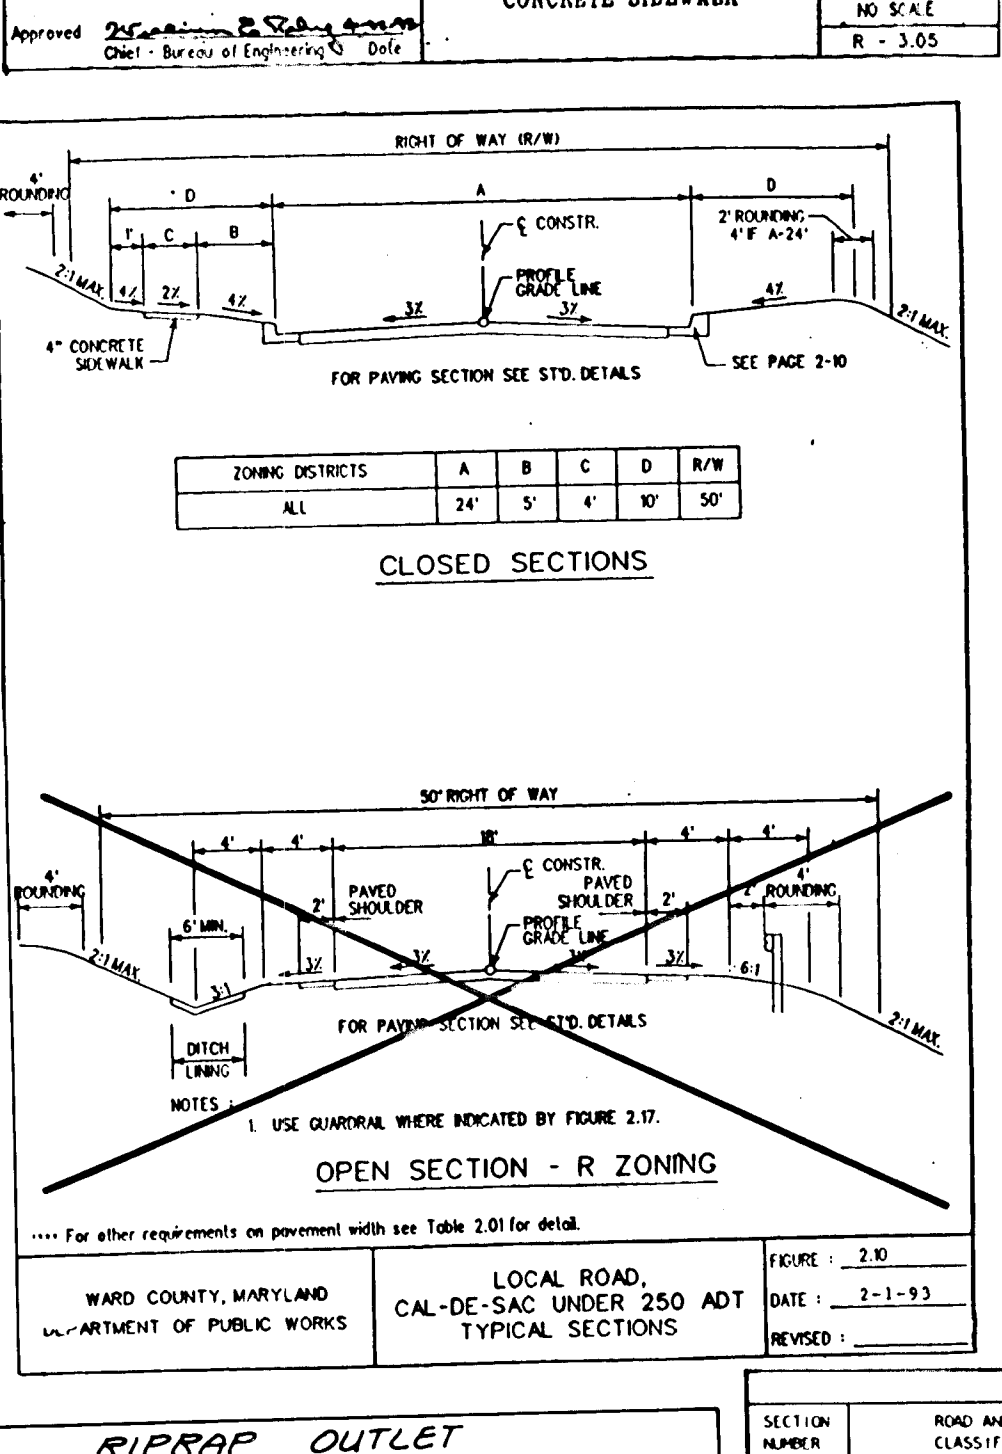 CONCRETE SIDEWALK
NO SCALE
Approved
Chief - Bureau of Engineering Date
R - 3.05
RIGHT OF WAY (R/W)
4'
ROUNDING
D
A
D
1'
C
B
℄ CONSTR.
2' ROUNDING
4' IF A-24'
2:1 MAX.
4%
2%
4%
PROFILE
GRADE LINE
3%
3%
4%
2:1 MAX.
4" CONCRETE
SIDEWALK
SEE PAGE 2-10
FOR PAVING SECTION SEE ST'D. DETAILS
ZONING DISTRICTS A B C D R/W
ALL 24' 5' 4' 10' 50'
CLOSED SECTIONS
50' RIGHT OF WAY
4'
4'
18'
4'
4'
4'
ROUNDING
PAVED
SHOULDER
2'
℄ CONSTR.
PAVED
SHOULDER
2'
2'
4'
ROUNDING
6' MIN.
PROFILE
GRADE LINE
2:1 MAX.
3:1
3%
3%
3%
3%
6:1
2:1 MAX.
FOR PAVING SECTION SEE ST'D. DETAILS
DITCH
LINING
NOTES :
1. USE GUARDRAIL WHERE INDICATED BY FIGURE 2.17.
OPEN SECTION - R ZONING
.... For other requirements on pavement width see Table 2.01 for detail.
WARD COUNTY, MARYLAND
DEPARTMENT OF PUBLIC WORKS
LOCAL ROAD,
CAL-DE-SAC UNDER 250 ADT
TYPICAL SECTIONS
FIGURE : 2.10
DATE : 2-1-93
REVISED :
RIPRAP OUTLET
SECTION
NUMBER
ROAD AN
CLASSIF